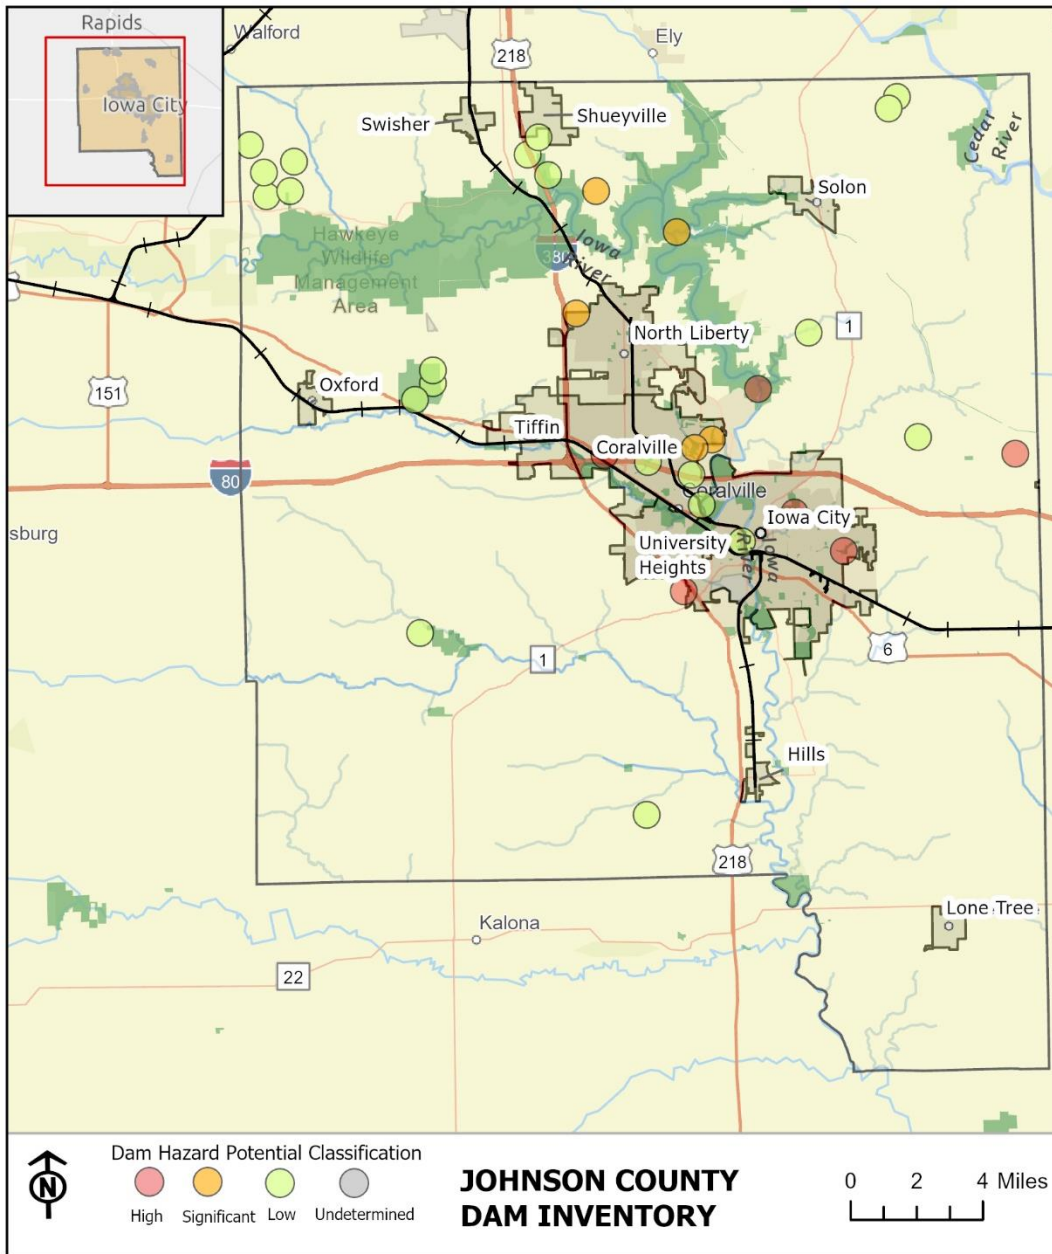 Rapids
Iowa City
Walford
Ely
218
Swisher
Shueyville
Cedar
River
Solon
Hawkeye
Wildlife
Management
Area
Iowa
River
380
North Liberty
1
151
Oxford
Tiffin
Coralville
80
Coralville
Iowa City
sburg
University
Heights
Iowa
River
6
1
Hills
218
Lone Tree
Kalona
22
N
Dam Hazard Potential Classification
High Significant Low Undetermined
JOHNSON COUNTY
DAM INVENTORY
0 2 4 Miles